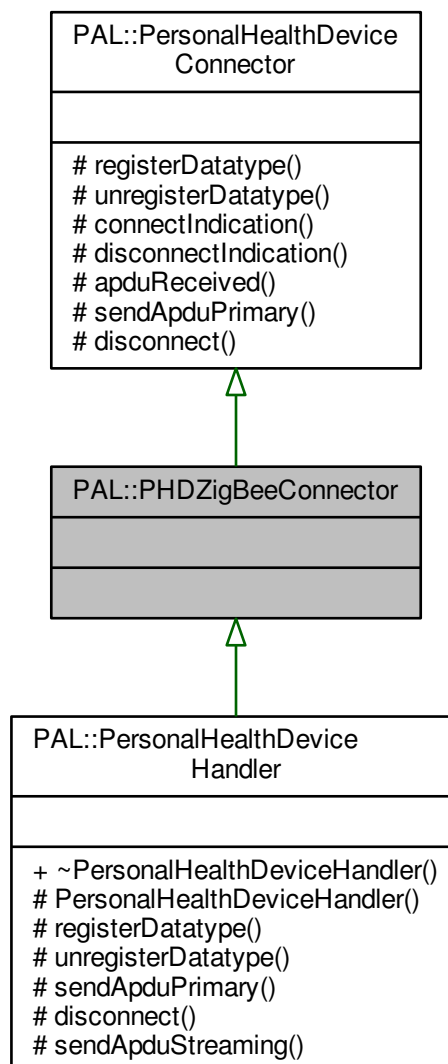 PAL::PersonalHealthDevice
Connector
# registerDatatype()
# unregisterDatatype()
# connectIndication()
# disconnectIndication()
# apduReceived()
# sendApduPrimary()
# disconnect()
PAL::PHDZigBeeConnector
PAL::PersonalHealthDevice
Handler
+ ~PersonalHealthDeviceHandler()
# PersonalHealthDeviceHandler()
# registerDatatype()
# unregisterDatatype()
# sendApduPrimary()
# disconnect()
# sendApduStreaming()